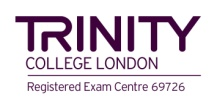 TRINITY
COLLEGE LONDON
Registered Exam Centre 69726